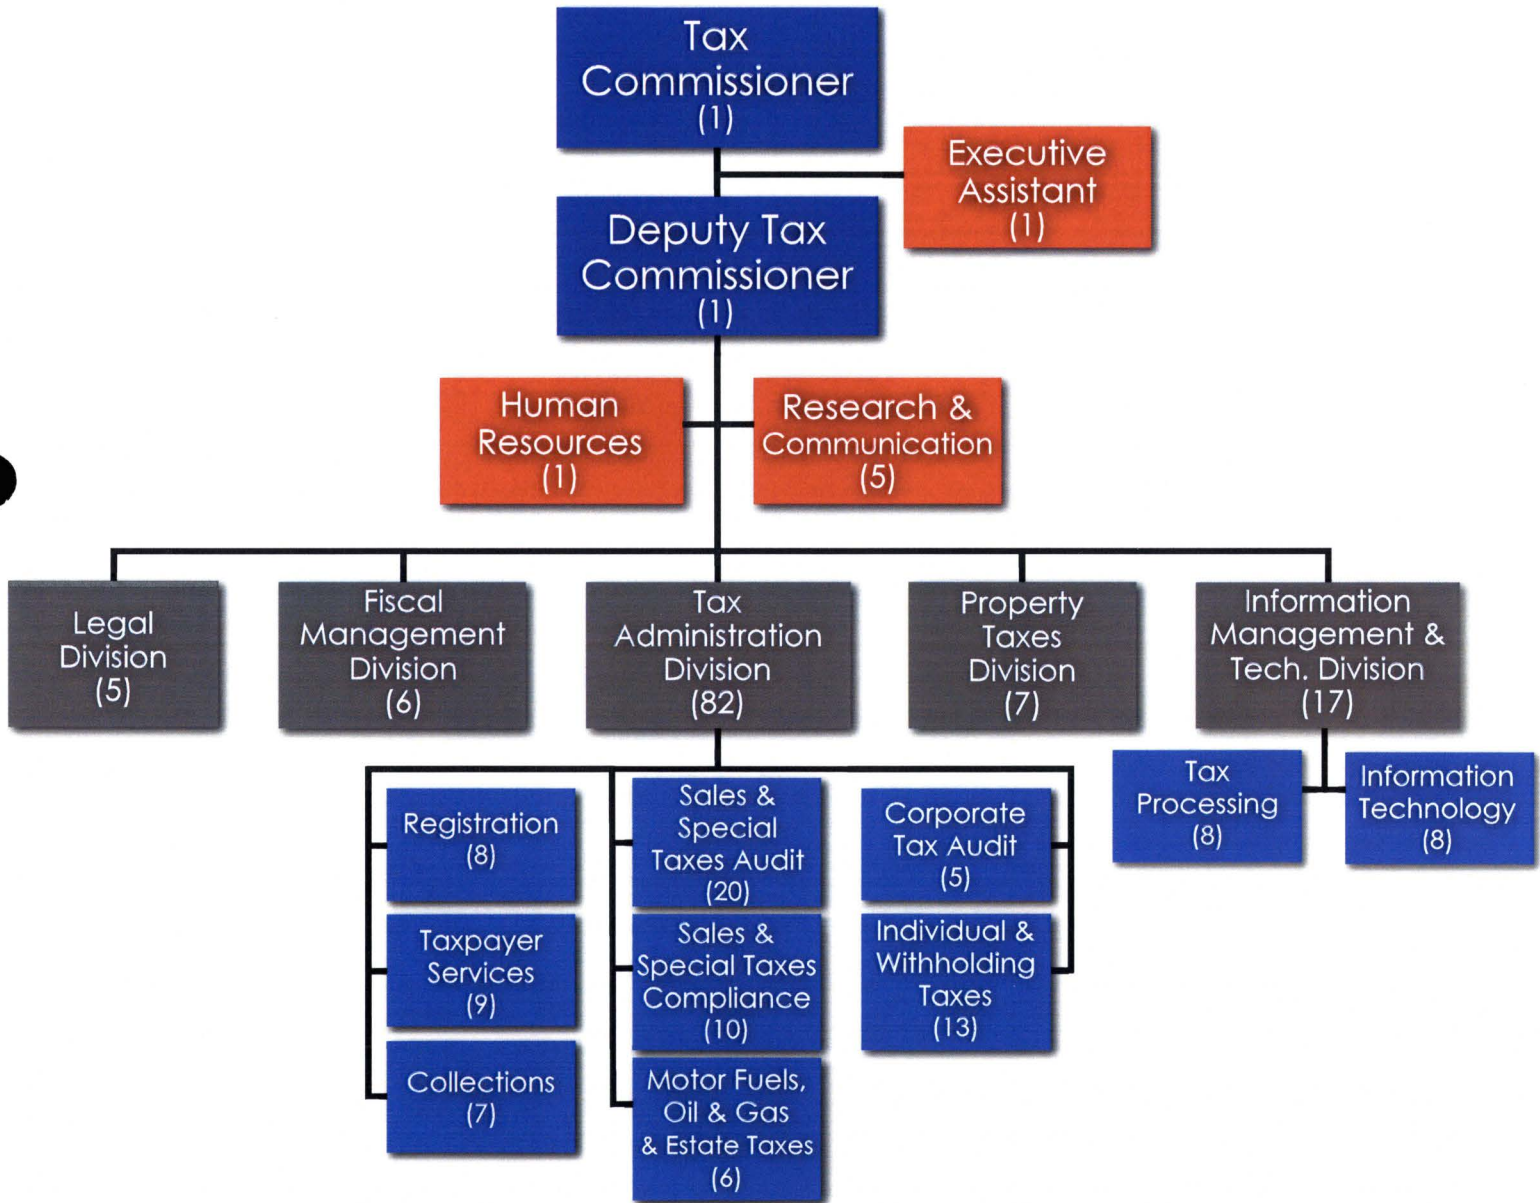 Tax
Commissioner
(1)
Executive
Assistant
(1)
Deputy Tax
Commissioner
(1)
Human
Resources
(1)
Research &
Communication
(5)
Legal
Division
(5)
Fiscal
Management
Division
(6)
Tax
Administration
Division
(82)
Property
Taxes
Division
(7)
Information
Management &
Tech. Division
(17)
Registration
(8)
Taxpayer
Services
(9)
Collections
(7)
Sales &
Special
Taxes Audit
(20)
Sales &
Special Taxes
Compliance
(10)
Motor Fuels,
Oil & Gas
& Estate Taxes
(6)
Corporate
Tax Audit
(5)
Individual &
Withholding
Taxes
(13)
Tax
Processing
(8)
Information
Technology
(8)